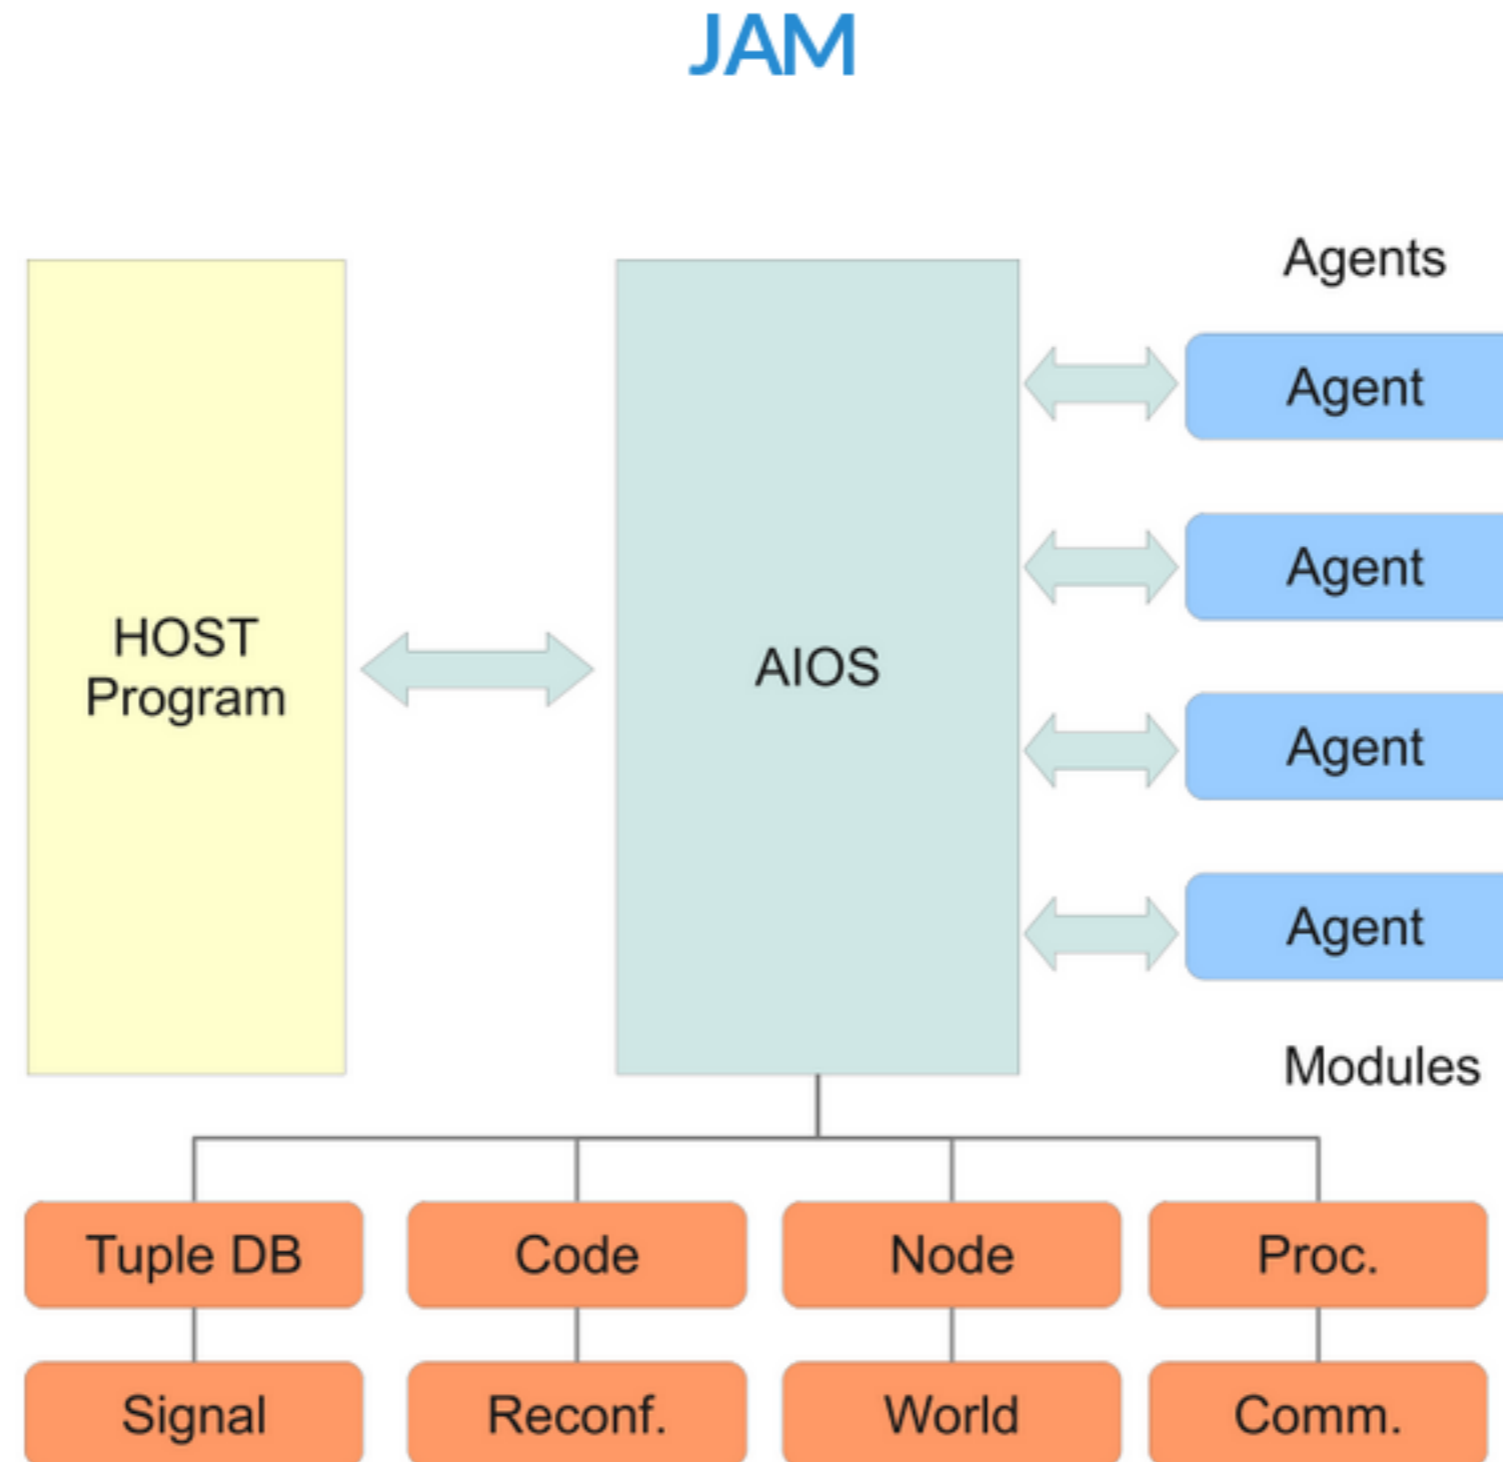 JAM
Agents
Agent
Agent
HOST
Program
AIOS
Agent
Agent
Modules
Tuple DB
Code
Node
Proc.
Signal
Reconf.
World
Comm.